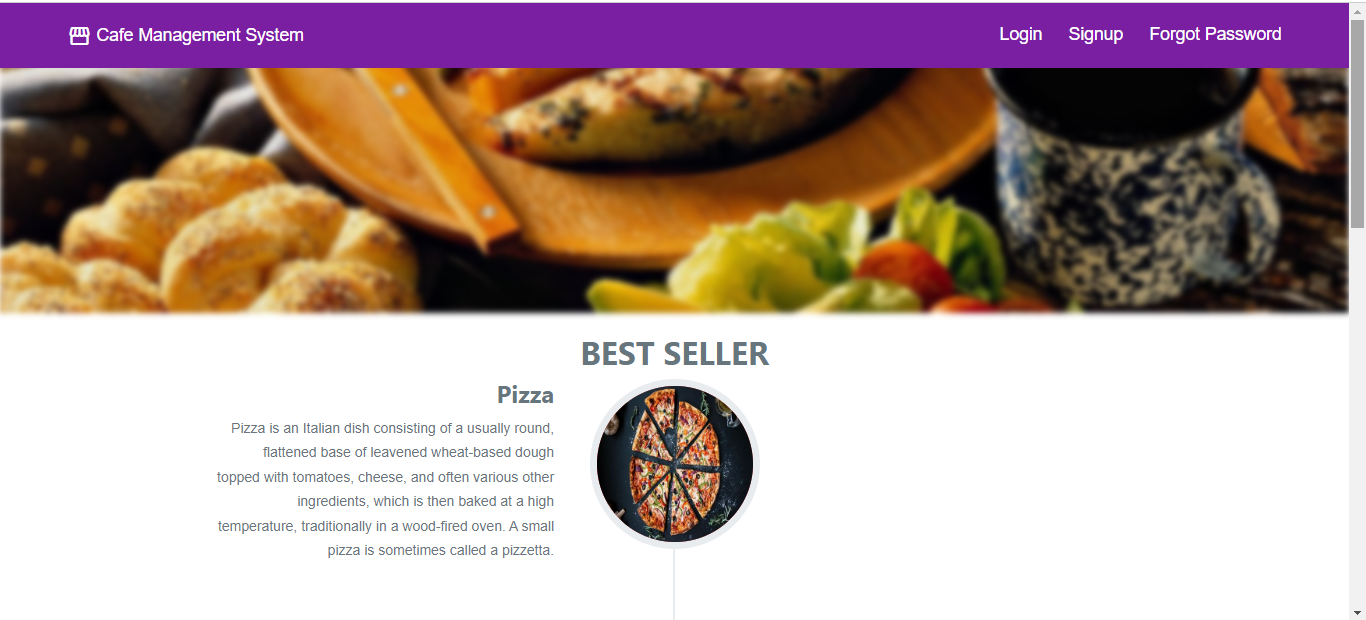 Cafe Management System
Login
Signup
Forgot Password
BEST SELLER
Pizza
Pizza is an Italian dish consisting of a usually round,
flattened base of leavened wheat-based dough
topped with tomatoes, cheese, and often various other
ingredients, which is then baked at a high
temperature, traditionally in a wood-fired oven. A small
pizza is sometimes called a pizzetta.